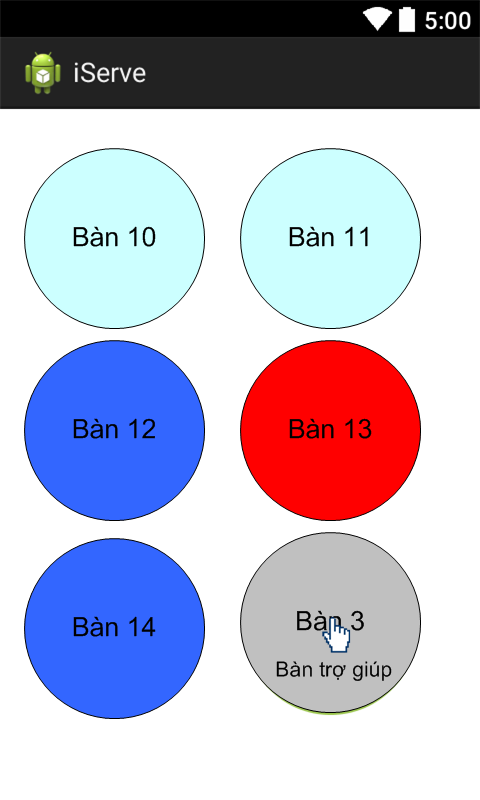 5:00
iServe
Bàn 10
Bàn 11
Bàn 12
Bàn 13
Bàn 14
Bàn 3
Bàn trợ giúp